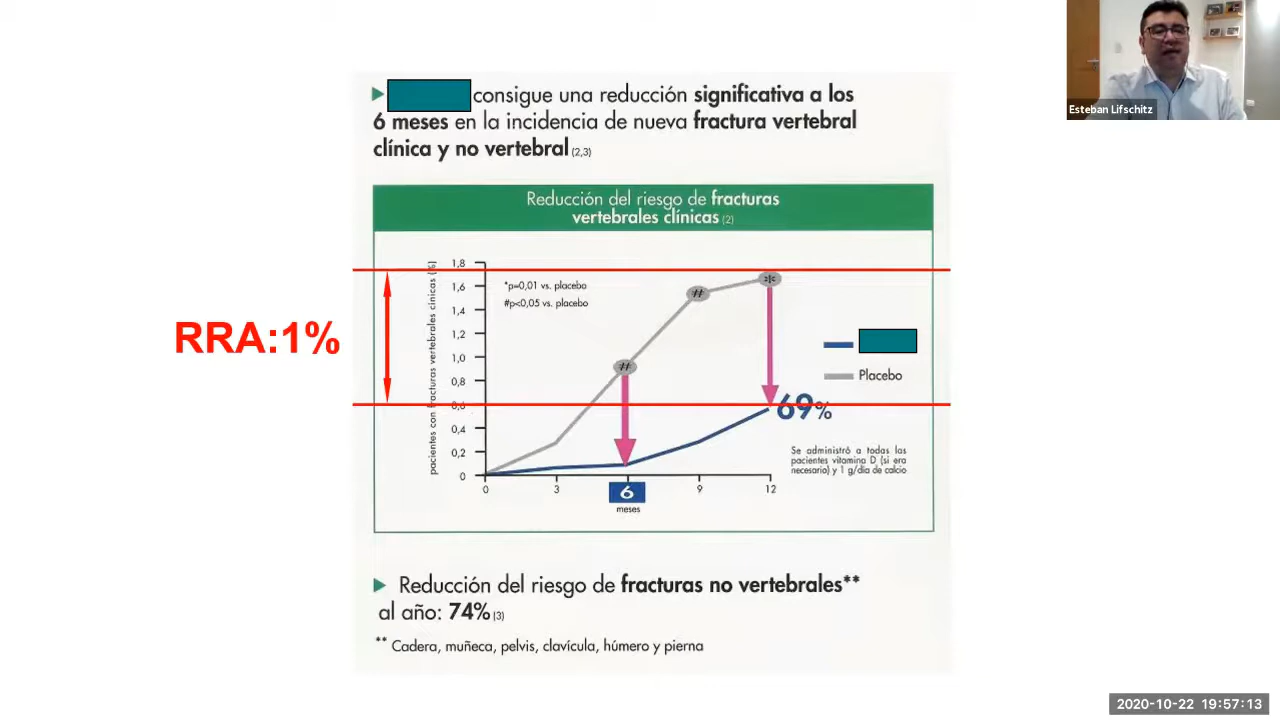 Esteban Lifschitz
consigue una reducción significativa a los
6 meses en la incidencia de nueva fractura vertebral
clínica y no vertebral (2,3)
Reducción del riesgo de fracturas
vertebrales clínicas (2)
pacientes con fracturas vertebrales cínicas (%)
1,8
1,6
1,4
1,2
1,0
0,8
0,6
0,4
0,2
0
*p=0,01 vs. placebo
#p<0,05 vs. placebo
#
#
*
RRA:1%
Placebo
69%
Se administró a todas las
pacientes vitamina D (si era
necesario) y 1 g/día de calcio
0
3
6
9
12
meses
Reducción del riesgo de fracturas no vertebrales**
al año: 74% (3)
** Cadera, muñeca, pelvis, clavícula, húmero y pierna
2020-10-22 19:57:13